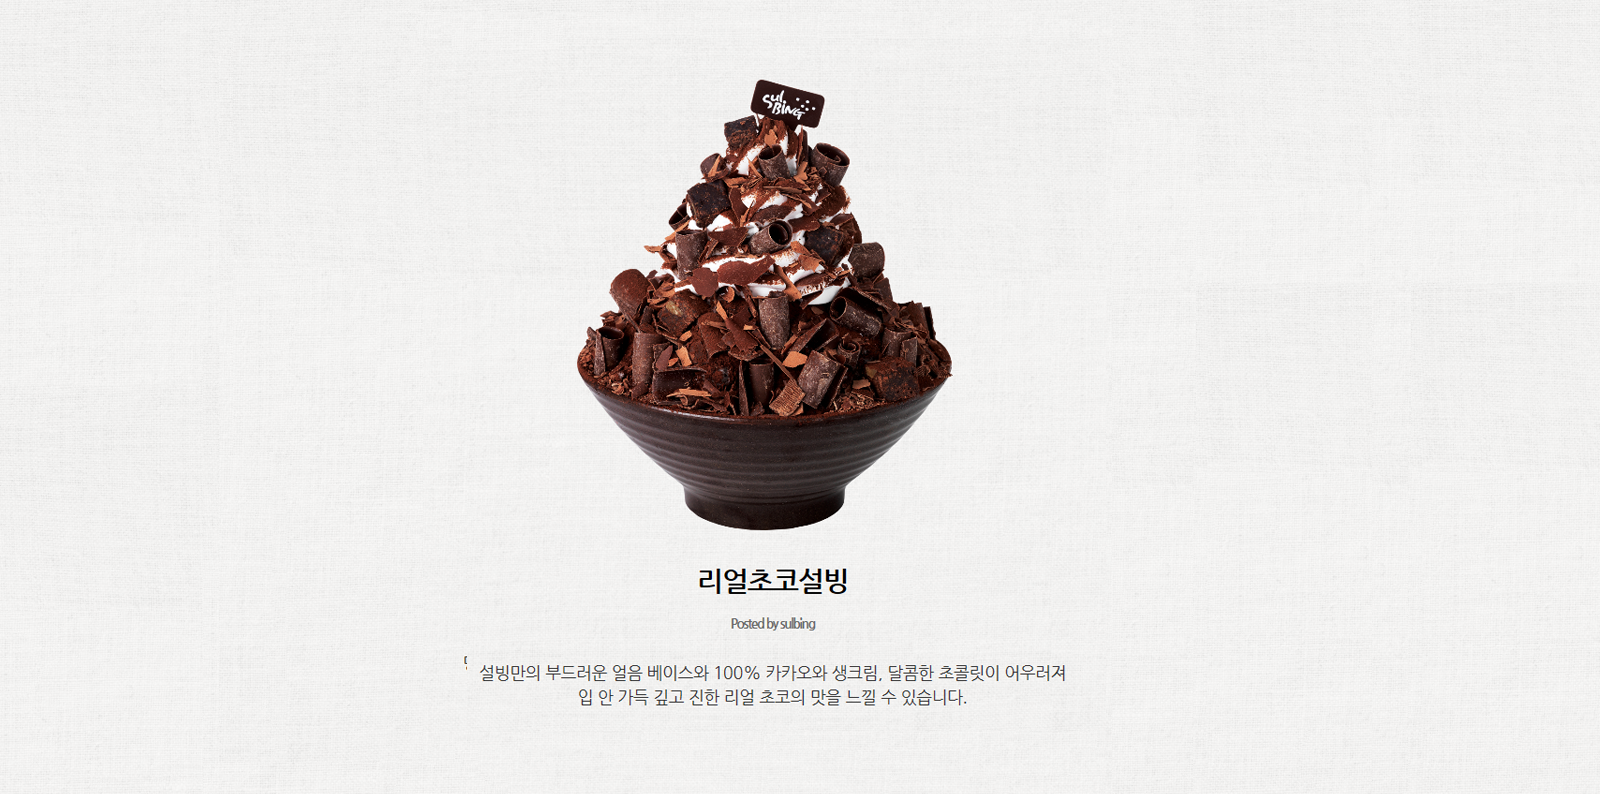 Sul
BING
리얼초코설빙
Posted by sulbing
설빙만의 부드러운 얼음 베이스와 100% 카카오와 생크림, 달콤한 초콜릿이 어우러져
입 안 가득 깊고 진한 리얼 초코의 맛을 느낄 수 있습니다.